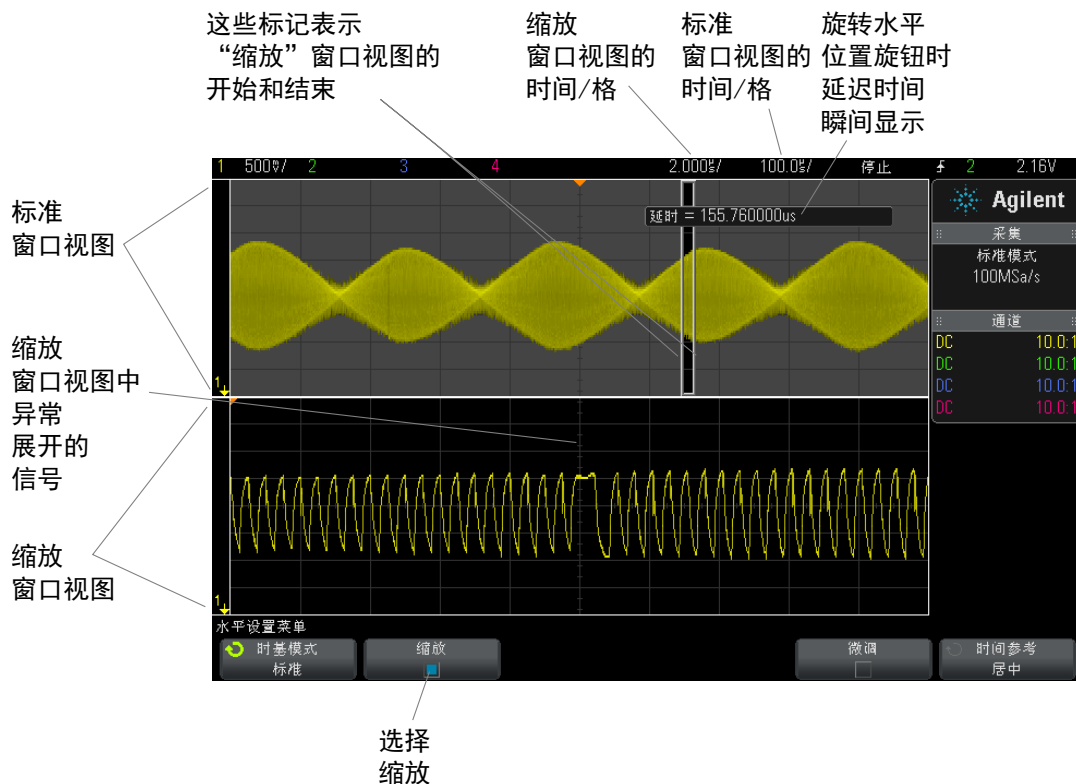 这些标记表示
“缩放”窗口视图的
开始和结束
缩放
窗口视图的
时间/格
标准
窗口视图的
时间/格
旋转水平
位置旋钮时
延迟时间
瞬间显示
标准
窗口视图
缩放
窗口视图中
异常
展开的
信号
缩放
窗口视图
1 500mV/ 2 3 4 2.000us/ 100.0us/ 停止 2 2.16V
延时 = 155.760000us
Agilent
采集
标准模式
100MSa/s
通道
DC 10.0:1
DC 10.0:1
DC 10.0:1
DC 10.0:1
1
1
水平设置菜单
时基模式
标准
缩放
微调
时间参考
居中
选择
缩放